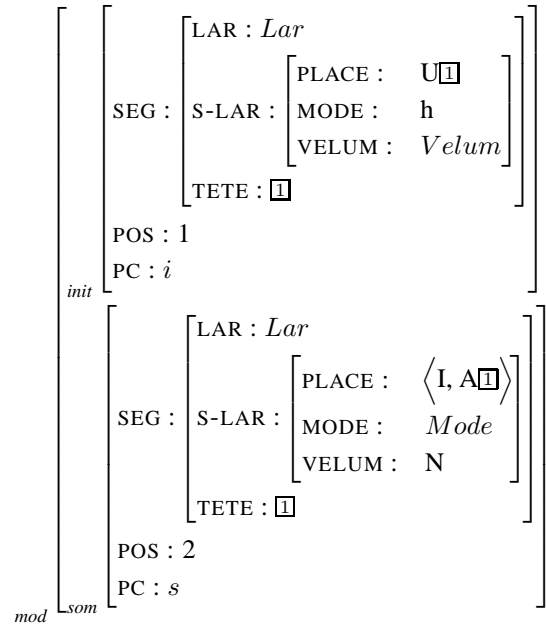 LAR : Lar
PLACE : U1
SEG : S-LAR : MODE : h
VELUM : Velum
TETE : 1
POS : 1
PC : i
init
LAR : Lar
PLACE : ⟨I, A1⟩
SEG : S-LAR : MODE : Mode
VELUM : N
TETE : 1
POS : 2
PC : s
mod som